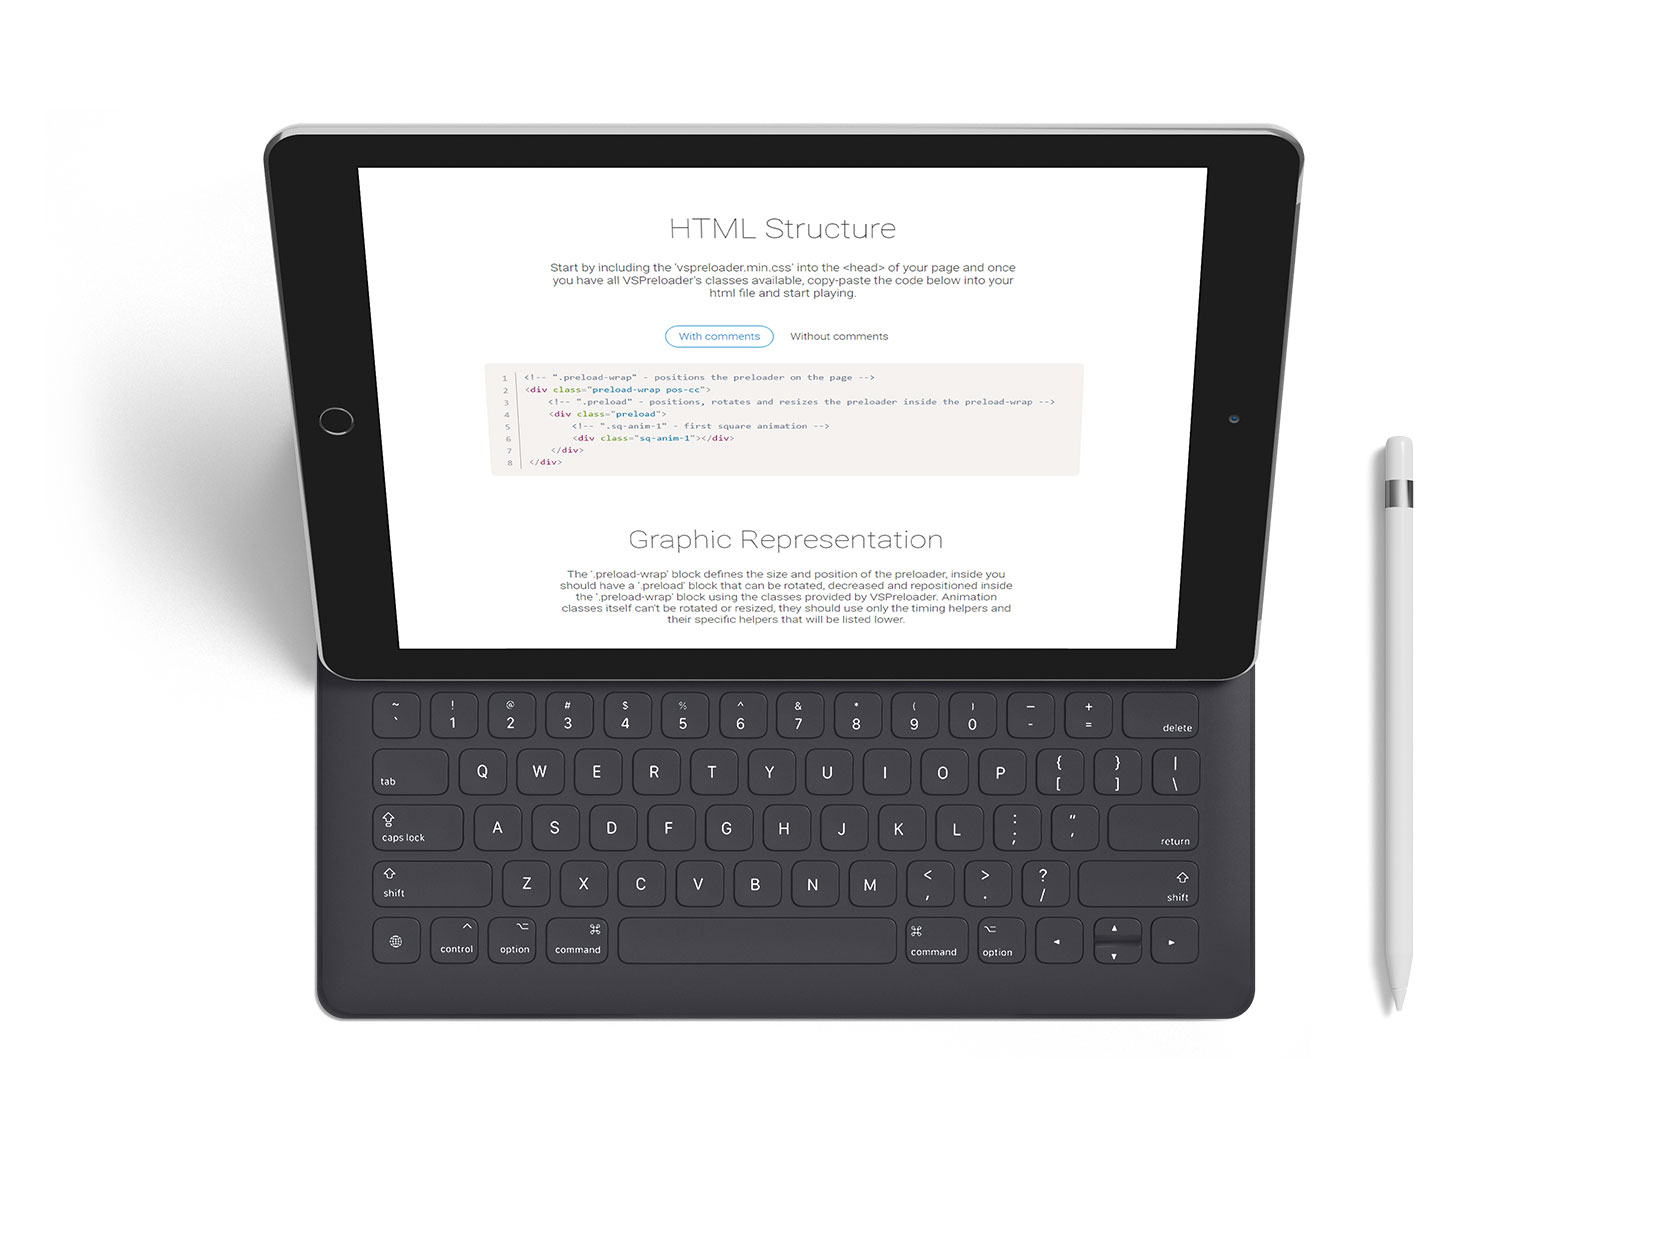 HTML Structure
Start by including the 'vspreloader.min.css' into the <head> of your page and once
you have all VSPreloader's classes available, copy-paste the code below into your
html file and start playing.
With comments Without comments
1 <!-- ".preload-wrap" - positions the preloader on the page -->
2 <div class="preload-wrap pos-cc">
3 <!-- ".preload" - positions, rotates and resizes the preloader inside the preload-wrap -->
4 <div class="preload">
5 <!-- ".sq-anim-1" - first square animation -->
6 <div class="sq-anim-1"></div>
7 </div>
8 </div>
Graphic Representation
The '.preload-wrap' block defines the size and position of the preloader, inside you
should have a '.preload' block that can be rotated, decreased and repositioned inside
the '.preload-wrap' block using the classes provided by VSPreloader. Animation
classes itself can't be rotated or resized, they should use only the timing helpers and
their specific helpers that will be listed lower.
~ ! @ # $ % ^ & * ( ) — +
` 1 2 3 4 5 6 7 8 9 0 - = delete
tab Q W E R T Y U I O P { [ } ] | \
caps lock A S D F G H J K L : ; " ' return
shift Z X C V B N M < , > . ? / shift
control option command command option